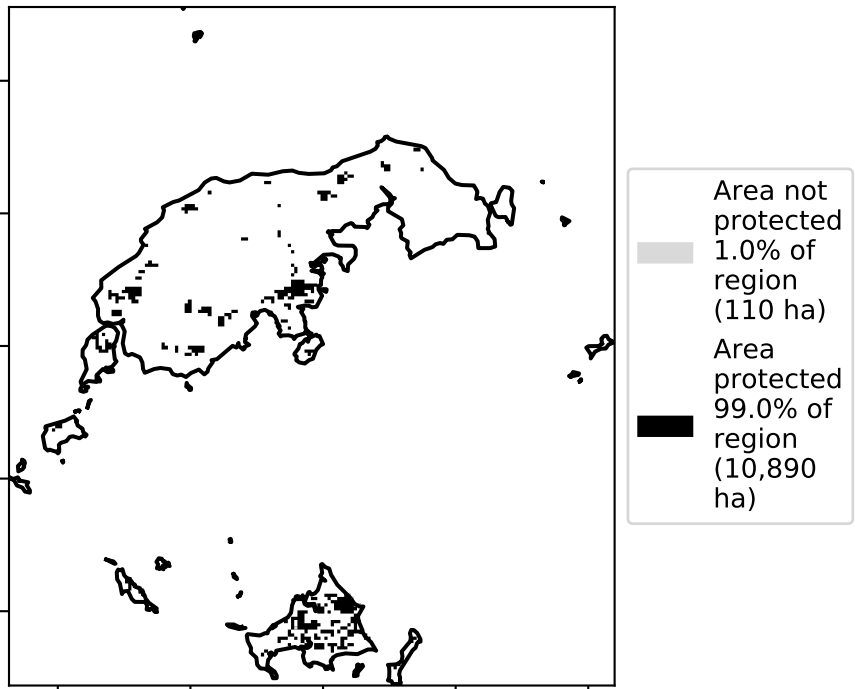 Area not
protected
1.0% of
region
(110 ha)
Area
protected
99.0% of
region
(10,890
ha)